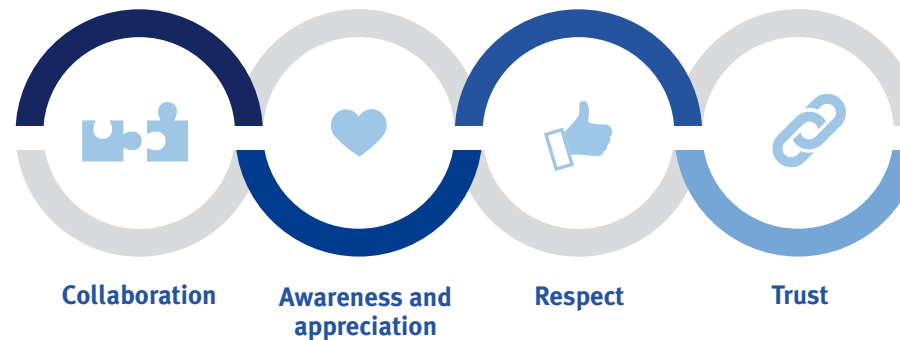 Collaboration
Awareness and
appreciation
Respect
Trust